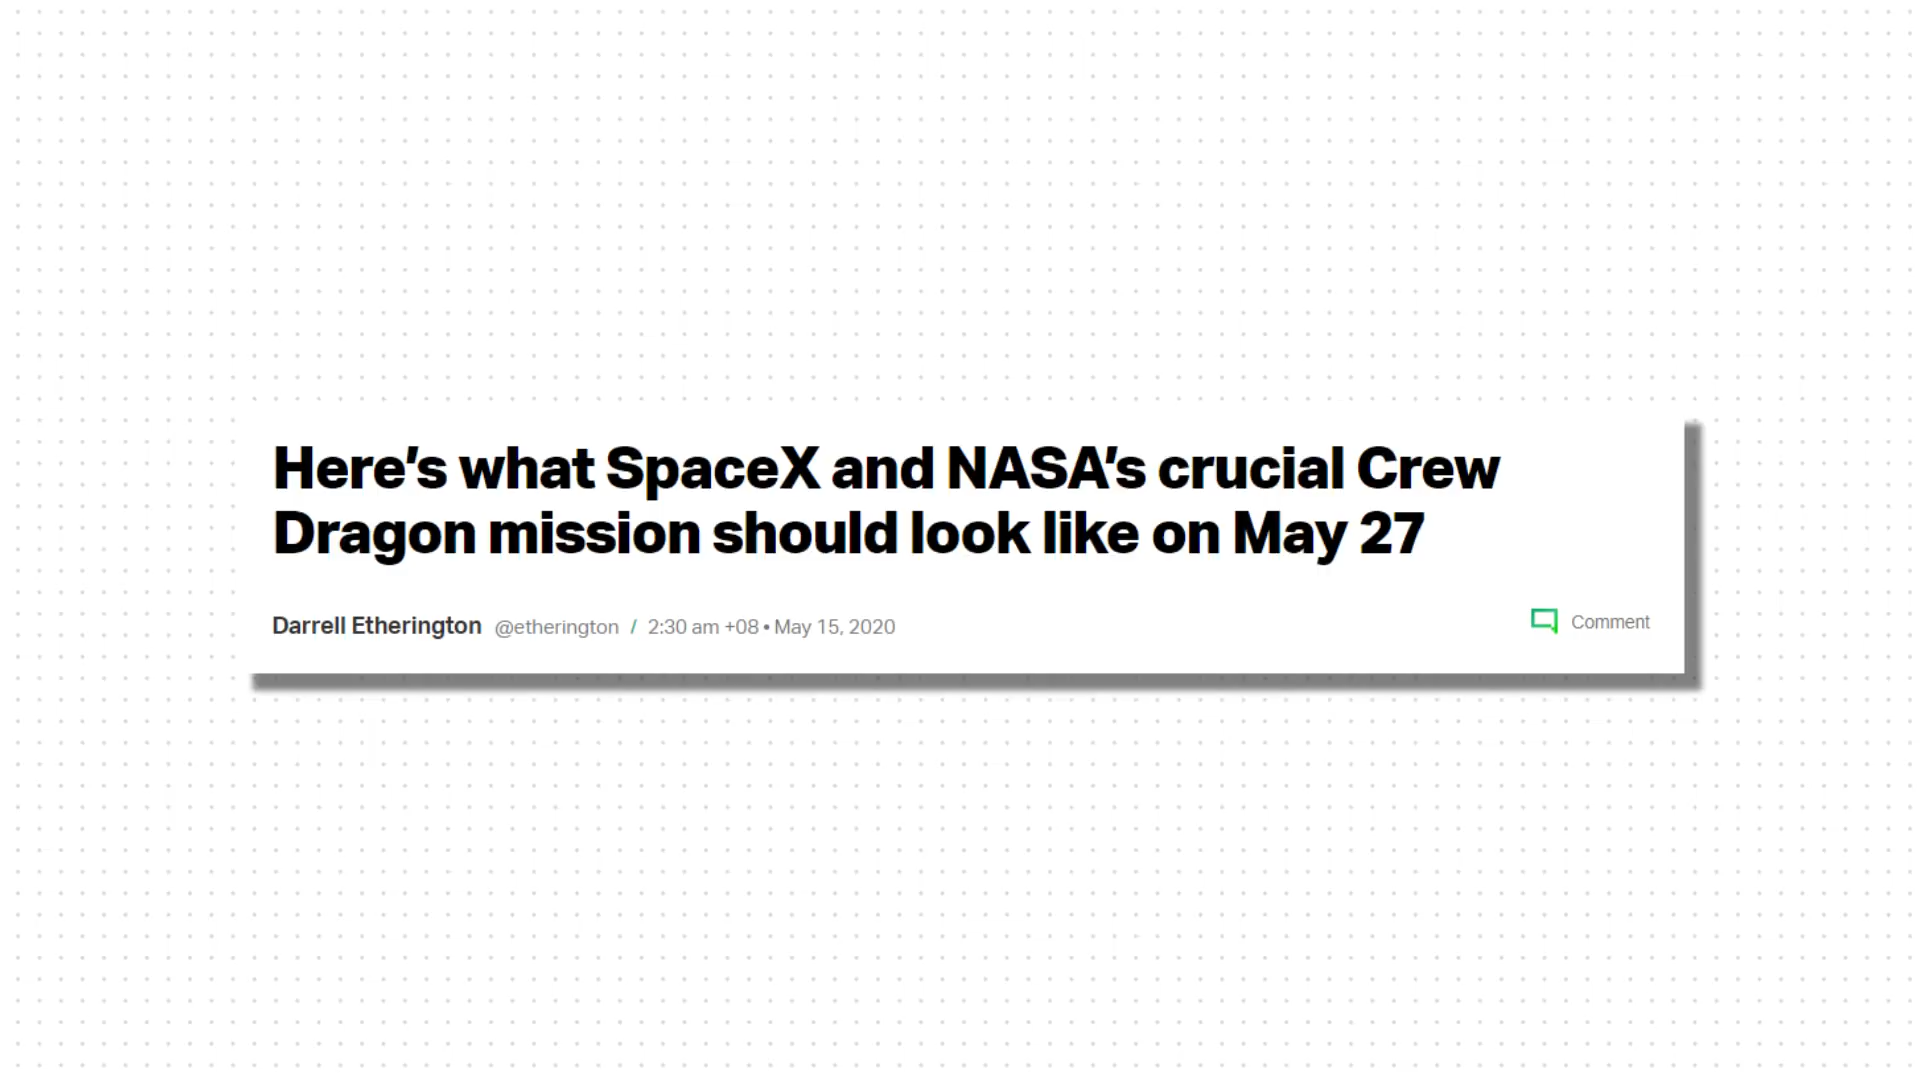 Here’s what SpaceX and NASA’s crucial Crew
Dragon mission should look like on May 27
Darrell Etherington @etherington / 2:30 am +08 • May 15, 2020
Comment